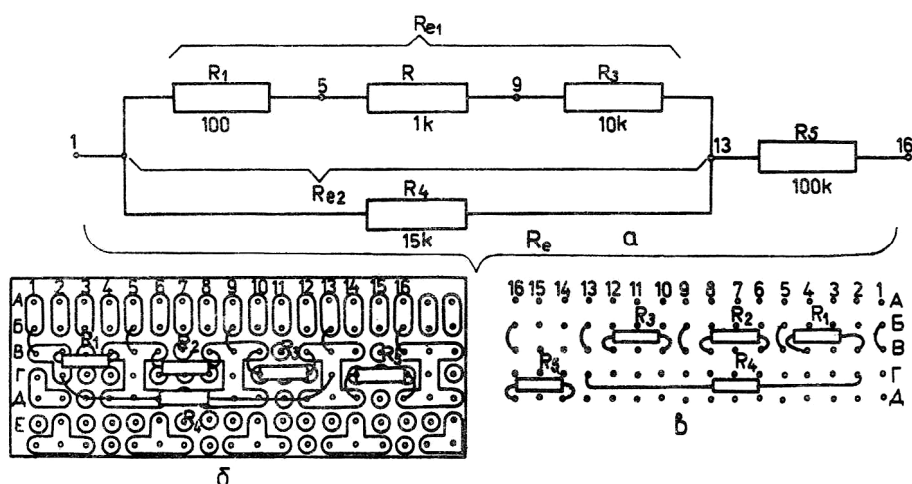 Re1
R1 5 R 9 R3
100 1k 10k
1 13 R5 16
100k
Re2 R4
15k
Re а
1 2 3 4 5 6 7 8 9 10 11 12 13 14 15 16
А
Б
В R1 R2 R3 R5
Г
Д
Е R4
б
16 15 14 13 12 11 10 9 8 7 6 5 4 3 2 1
А
Б
R3 R2 R1
В
R5 R4 Г
Д
в